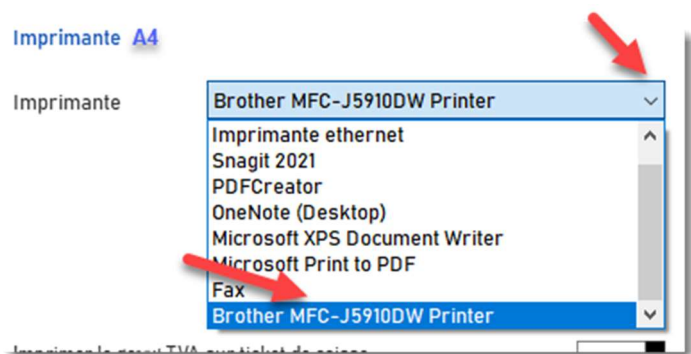 Imprimante A4
Imprimante
Brother MFC-J5910DW Printer
Imprimante ethernet
Snagit 2021
PDFCreator
OneNote (Desktop)
Microsoft XPS Document Writer
Microsoft Print to PDF
Fax
Brother MFC-J5910DW Printer